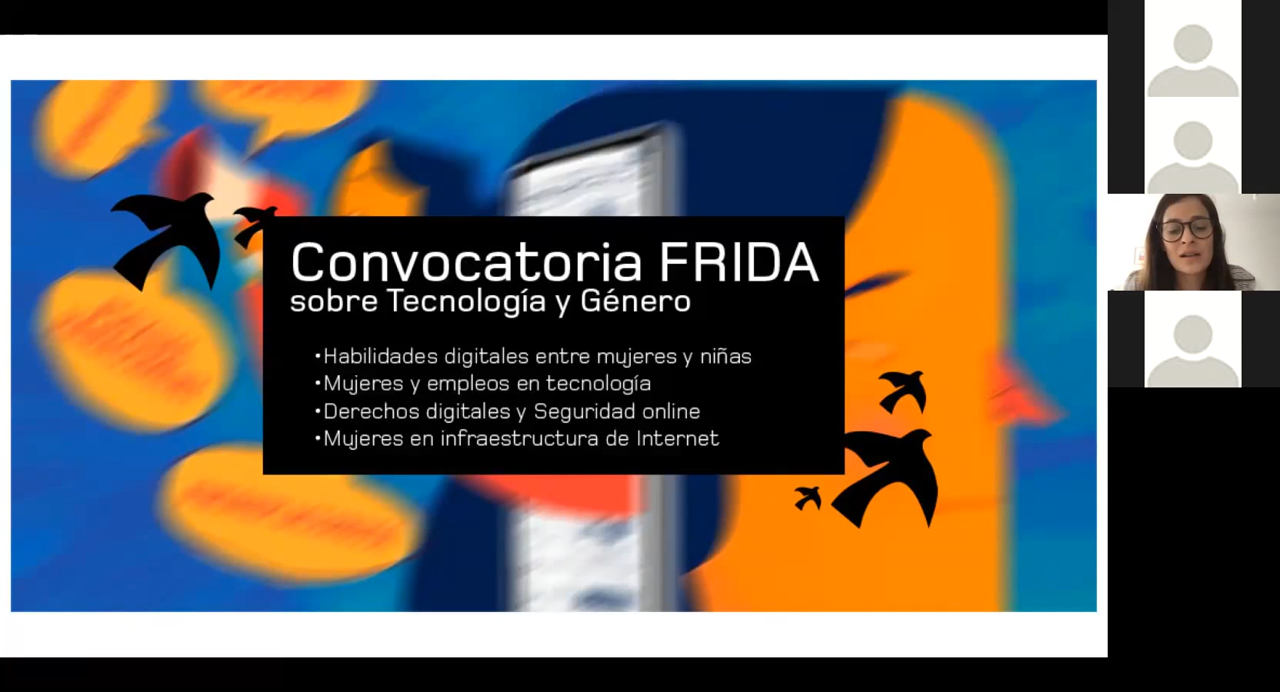 Convocatoria FRIDA
sobre Tecnología y Género
•Habilidades digitales entre mujeres y niñas
•Mujeres y empleos en tecnología
•Derechos digitales y Seguridad online
•Mujeres en infraestructura de Internet